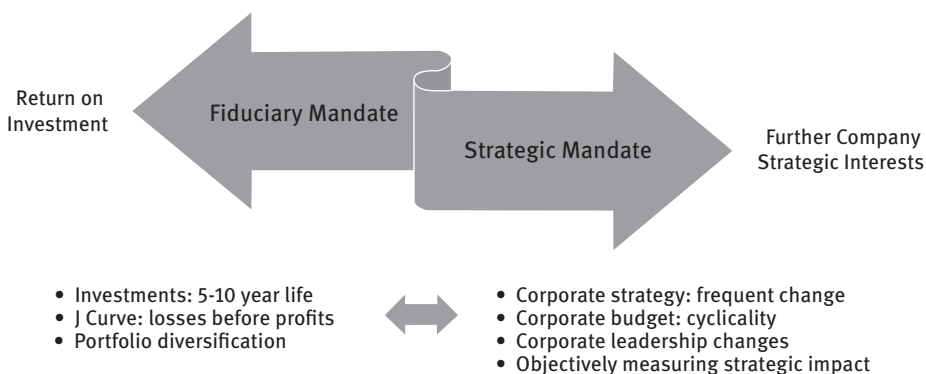 Return on
Investment
Fiduciary Mandate
Strategic Mandate
Further Company
Strategic Interests
• Investments: 5-10 year life
• J Curve: losses before profits
• Portfolio diversification
• Corporate strategy: frequent change
• Corporate budget: cyclicality
• Corporate leadership changes
• Objectively measuring strategic impact